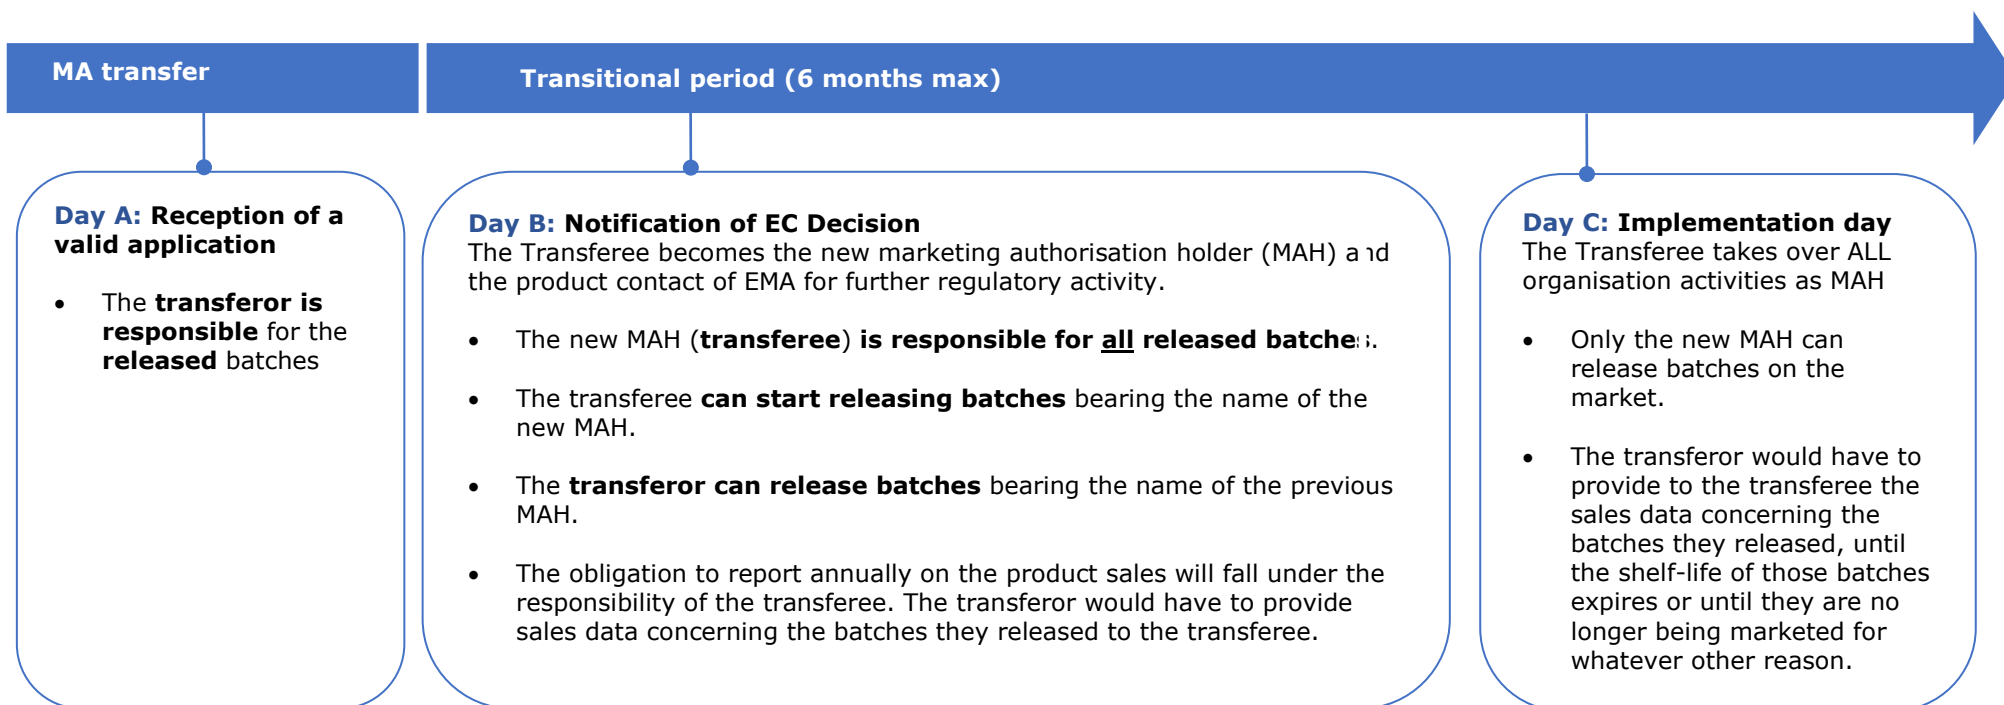 MA transfer
Transitional period (6 months max)
Day A: Reception of a
valid application
• The transferor is
responsible for the
released batches
Day B: Notification of EC Decision
The Transferee becomes the new marketing authorisation holder (MAH) and
the product contact of EMA for further regulatory activity.
• The new MAH (transferee) is responsible for all released batches.
• The transferee can start releasing batches bearing the name of the
new MAH.
• The transferor can release batches bearing the name of the previous
MAH.
• The obligation to report annually on the product sales will fall under the
responsibility of the transferee. The transferor would have to provide
sales data concerning the batches they released to the transferee.
Day C: Implementation day
The Transferee takes over ALL
organisation activities as MAH
• Only the new MAH can
release batches on the
market.
• The transferor would have to
provide to the transferee the
sales data concerning the
batches they released, until
the shelf-life of those batches
expires or until they are no
longer being marketed for
whatever other reason.